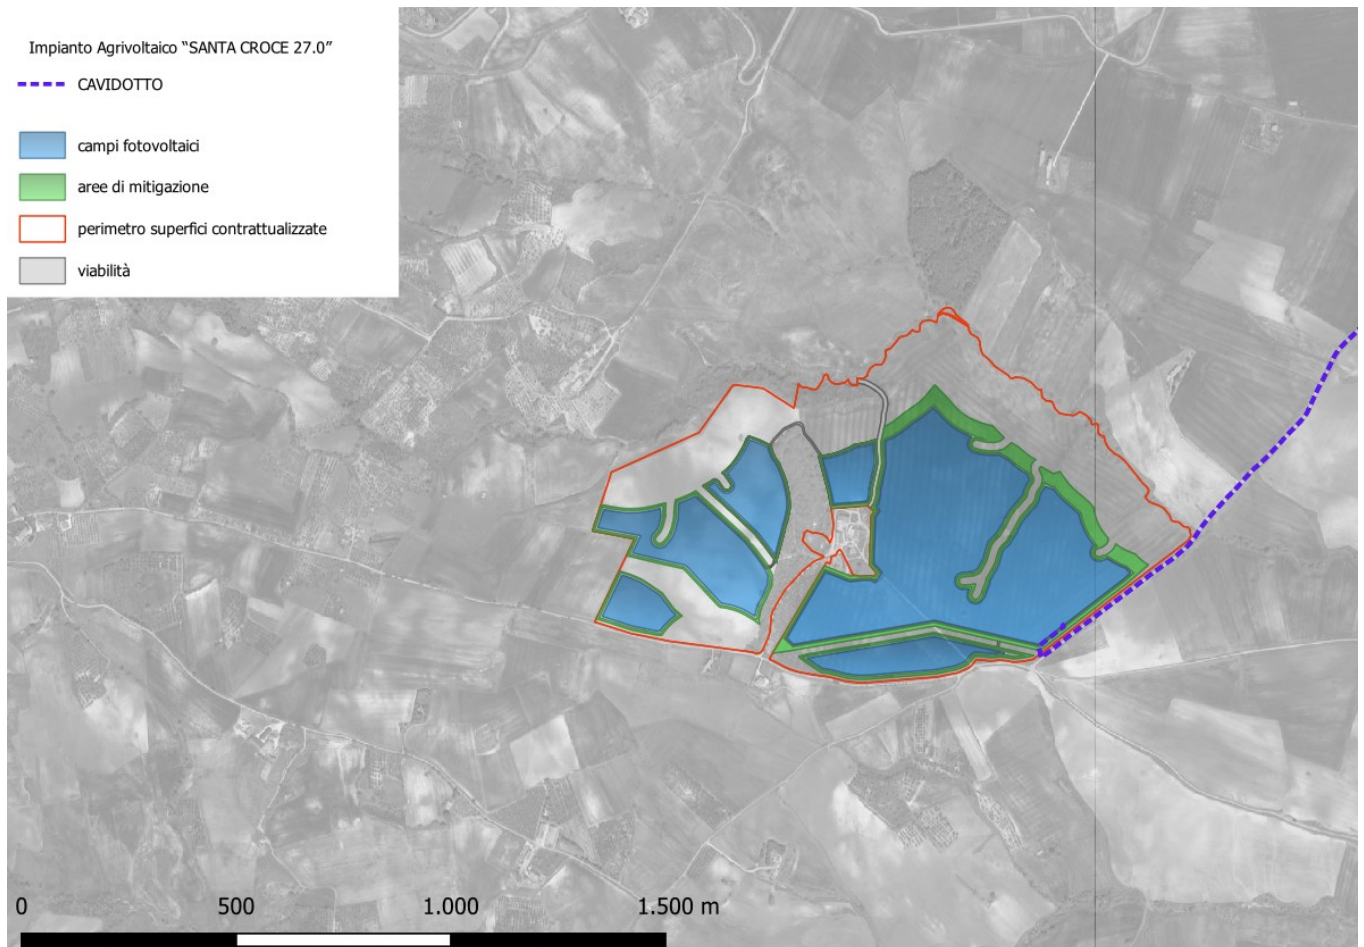 Impianto Agrivoltaico “SANTA CROCE 27.0”
CAVIDOTTO
campi fotovoltaici
aree di mitigazione
perimetro superfici contrattualizzate
viabilità
0 500 1.000 1.500 m